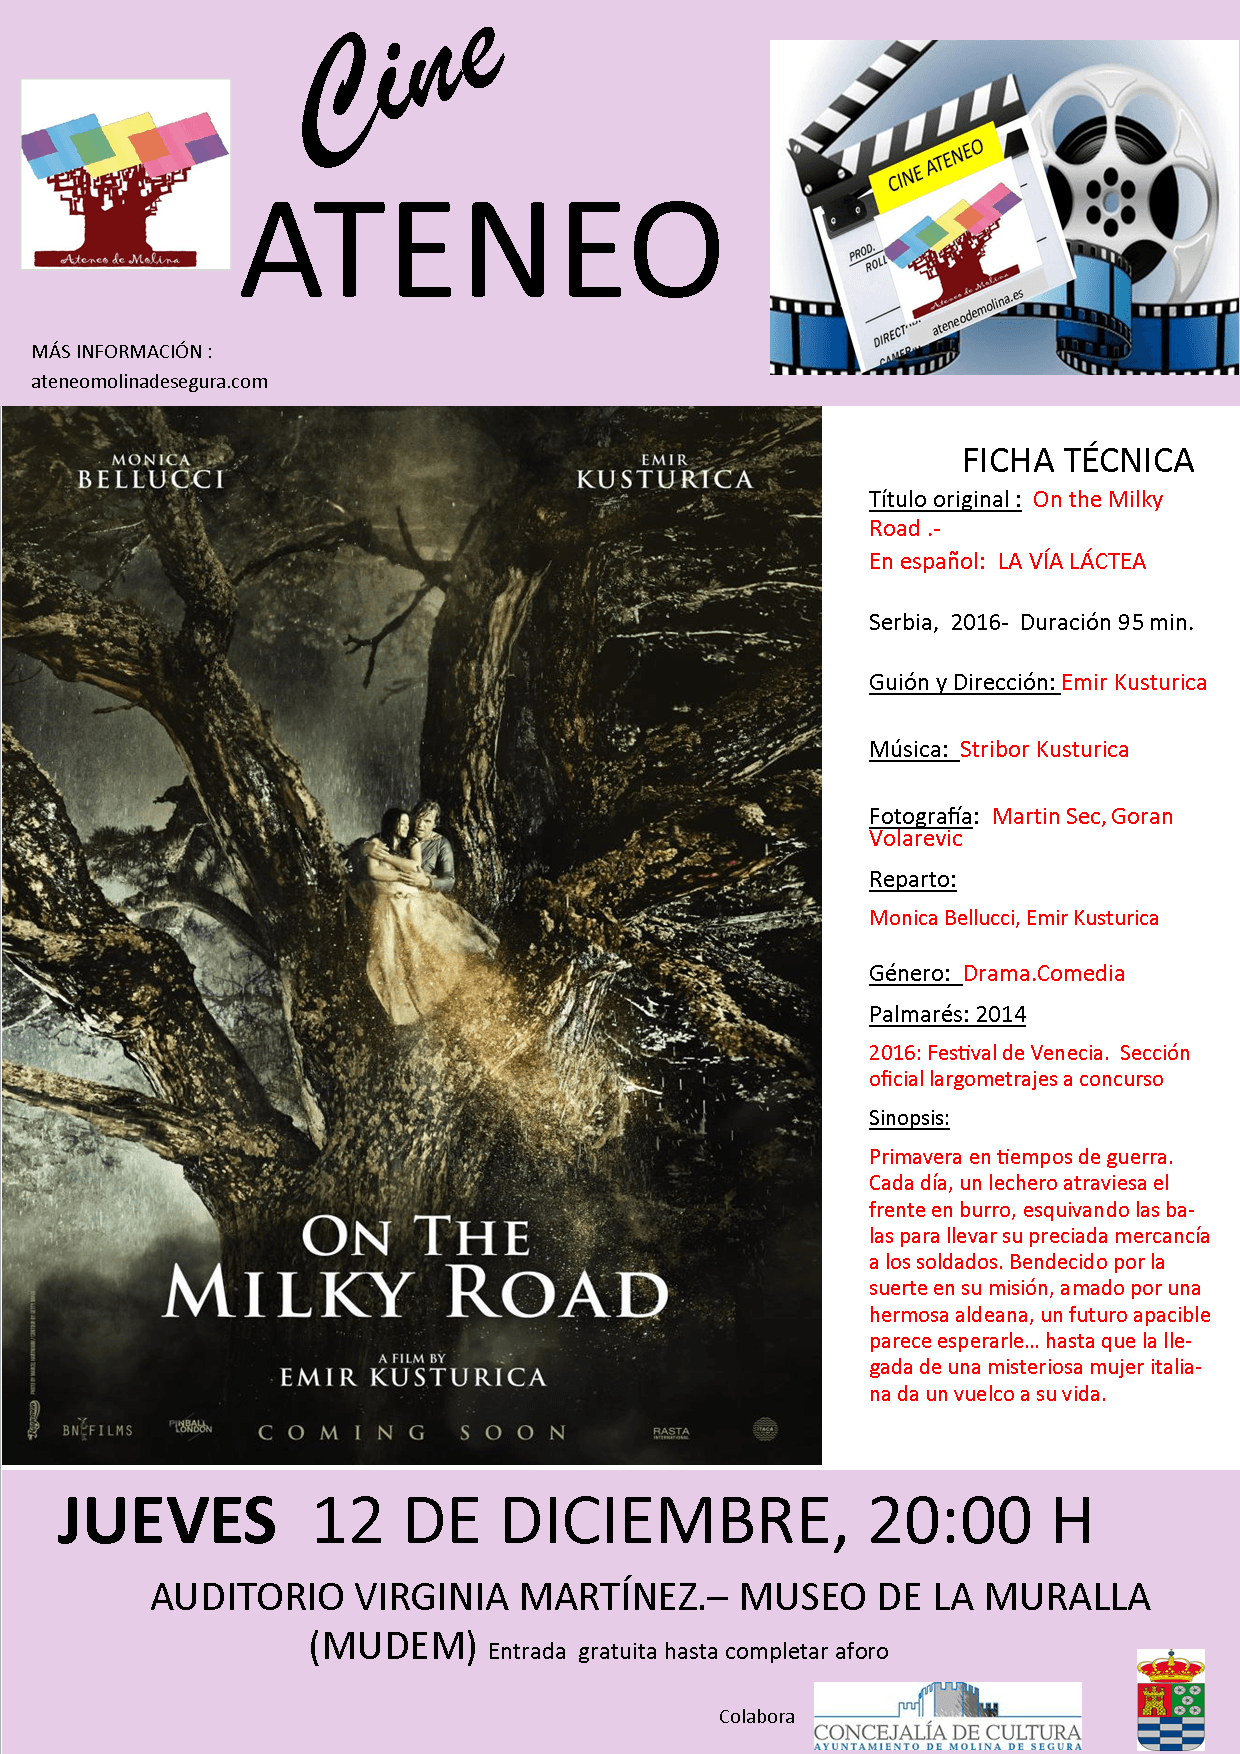 Cine
ATENEO
Ateneo de Molina
MÁS INFORMACIÓN :
ateneomolinadesegura.com
CINE ATENEO
PROD.
ROLL
Ateneo de Molina
ateneodemolina.es
DIRECT
CAMER
MONICA
BELLUCCI
EMIR
KUSTURICA
ON THE
MILKY ROAD
A FILM BY
EMIR KUSTURICA
COMING SOON
BN FILMS
PINBALL
LONDON
RASTA
INTERNATIONAL
FICHA TÉCNICA
Título original : On the Milky
Road .-
En español: LA VÍA LÁCTEA
Serbia, 2016- Duración 95 min.
Guión y Dirección: Emir Kusturica
Música: Stribor Kusturica
Fotografía: Martin Sec, Goran
Volarevic
Reparto:
Monica Bellucci, Emir Kusturica
Género: Drama.Comedia
Palmarés: 2014
2016: Festival de Venecia. Sección
oficial largometrajes a concurso
Sinopsis:
Primavera en tiempos de guerra.
Cada día, un lechero atraviesa el
frente en burro, esquivando las ba-
las para llevar su preciada mercancía
a los soldados. Bendecido por la
suerte en su misión, amado por una
hermosa aldeana, un futuro apacible
parece esperarle... hasta que la lle-
gada de una misteriosa mujer italia-
na da un vuelco a su vida.
JUEVES 12 DE DICIEMBRE, 20:00 H
AUDITORIO VIRGINIA MARTÍNEZ.– MUSEO DE LA MURALLA
(MUDEM) Entrada gratuita hasta completar aforo
Colabora
CONCEJALÍA DE CULTURA
AYUNTAMIENTO DE MOLINA DE SEGURA